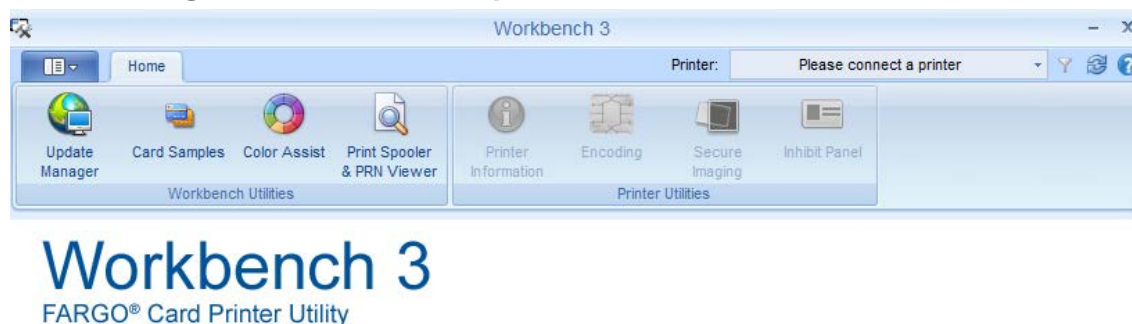 Workbench 3
Home
Printer: Please connect a printer
Update Manager
Card Samples
Color Assist
Print Spooler & PRN Viewer
Printer Information
Encoding
Secure Imaging
Inhibit Panel
Workbench Utilities
Printer Utilities
Workbench 3
FARGO® Card Printer Utility